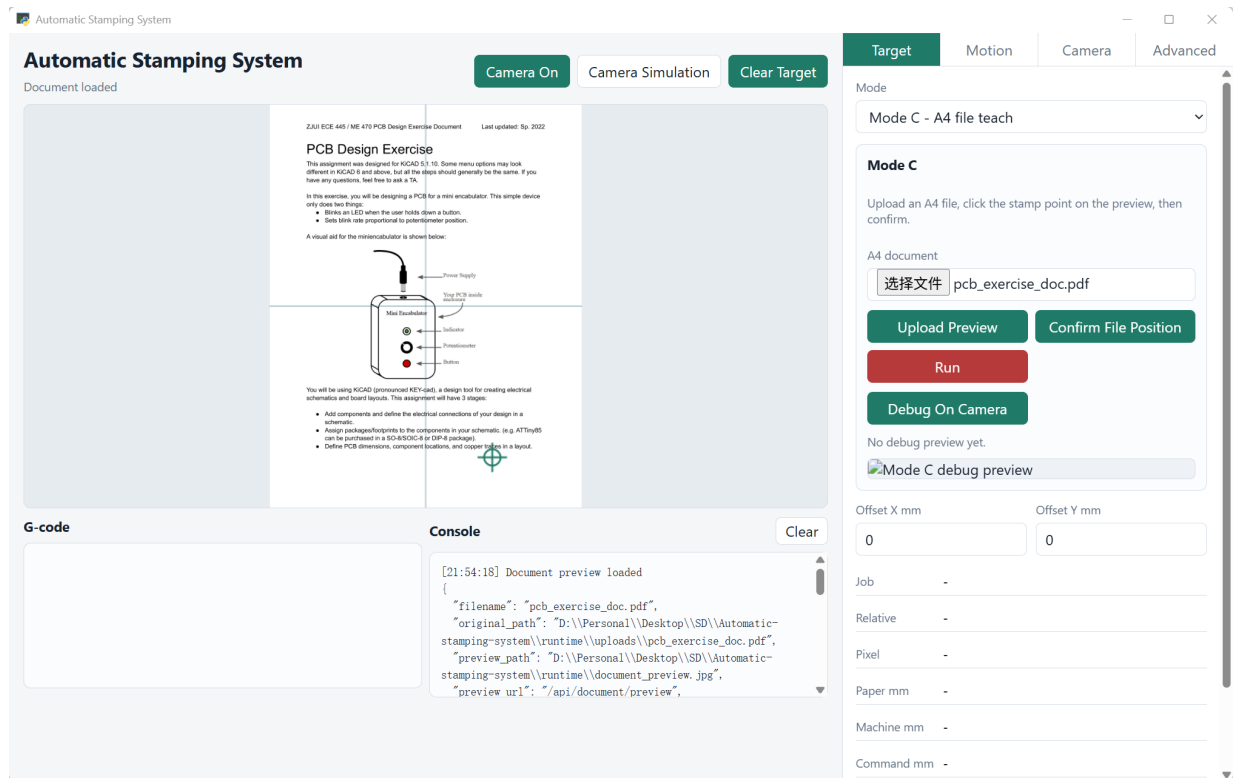 Automatic Stamping System
Automatic Stamping System
Document loaded
Camera On
Camera Simulation
Clear Target
ZJUI ECE 445 / ME 470 PCB Design Exercise Document
Last updated: Sp. 2022
PCB Design Exercise
This assignment was designed for KiCAD 5.1.10. Some menu options may look
different in KiCAD 6 and above, but all the steps should generally be the same. If you
have any questions, feel free to ask a TA.
In this exercise, you will be designing a PCB for a mini encabulator. This simple device
only does two things:
● Blinks an LED when the user holds down a button.
● Sets blink rate proportional to potentiometer position.
A visual aid for the miniencabulator is shown below:
Power Supply
Your PCB inside
enclosure
Mini Encabulator
Indicator
Potentiometer
Button
You will be using KiCAD (pronounced KEY-cad), a design tool for creating electrical
schematics and board layouts. This assignment will have 3 stages:
● Add components and define the electrical connections of your design in a
schematic.
● Assign packages/footprints to the components in your schematic. (e.g. ATTiny85
can be purchased in a SO-8/SOIC-8 or DIP-8 package).
● Define PCB dimensions, component locations, and copper traces in a layout.
G-code
Console
Clear
[21:54:18] Document preview loaded
{
"filename": "pcb_exercise_doc.pdf",
"original_path": "D:\\Personal\\Desktop\\SD\\Automatic-
stamping-system\\runtime\\uploads\\pcb_exercise_doc.pdf",
"preview_path": "D:\\Personal\\Desktop\\SD\\Automatic-
stamping-system\\runtime\\document_preview.jpg",
"preview_url": "/api/document/preview",
Target
Motion
Camera
Advanced
Mode
Mode C - A4 file teach
Mode C
Upload an A4 file, click the stamp point on the preview, then
confirm.
A4 document
选择文件 pcb_exercise_doc.pdf
Upload Preview
Confirm File Position
Run
Debug On Camera
No debug preview yet.
Mode C debug preview
Offset X mm
Offset Y mm
0
0
Job -
Relative -
Pixel -
Paper mm -
Machine mm -
Command mm -